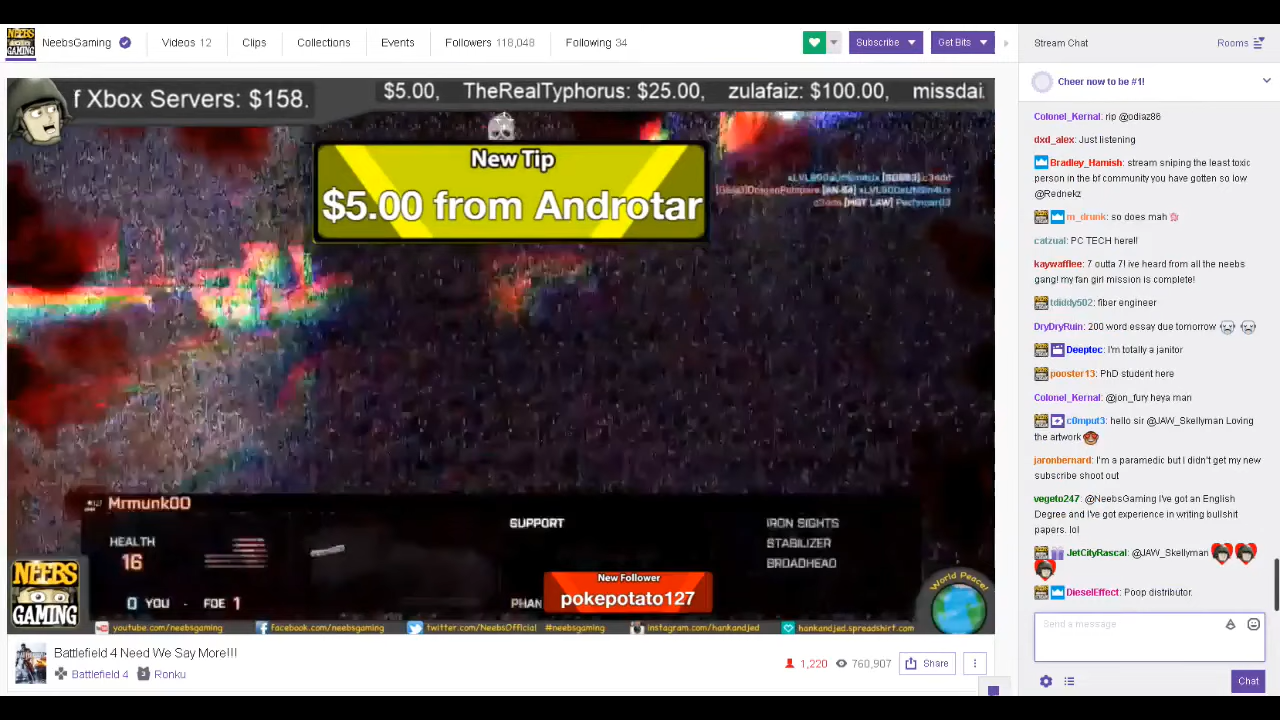 NeebsGaming
Videos 12
Clips
Collections
Events
Followers 118,048
Following 34
Subscribe
Get Bits
Stream Chat
Rooms
f Xbox Servers: $158.
$5.00, TheRealTyphorus: $25.00, zulafaiz: $100.00, missdai
New Tip
$5.00 from Androtar
Mrmunk00
HEALTH
16
0 YOU - FOE 1
SUPPORT
PHAN
IRON SIGHTS
STABILIZER
BROADHEAD
NEEBS
GAMING
New Follower
pokepotato127
World Peace!
youtube.com/neebsgaming
facebook.com/neebsgaming
twitter.com/NeebsOfficial #neebsgaming
instagram.com/hankandjed
hankandjed.spreadshirt.com
Battlefield 4 Need We Say More!!!
Battlefield 4
Ronku
1,220
760,907
Share
Cheer now to be #1!
Colonel_Kernal: rip @odiaz86
dxd_alex: Just listening
Bradley_Hamish: stream sniping the least toxic
person in the bf community you have gotten so low
@Rednekz
m_drunk: so does mah
catzual: PC TECH here!!
kaywafflee: 7 outta 7! ive heard from all the neebs
gang! my fan girl mission is complete!
tdiddy502: fiber engineer
DryDryRuin: 200 word essay due tomorrow
Deeptec: I'm totally a janitor
pooster13: PhD student here
Colonel_Kernal: @jon_fury heya man
c0mput3: hello sir @JAW_Skellyman Loving
the artwork
jaronbernard: I'm a paramedic but I didn't get my new
subscribe shoot out
vegeto247: @NeebsGaming I've got an English
Degree and I've got experience in writing bullshit
papers. lol
JetCityRascal: @JAW_Skellyman
DieselEffect: Poop distributor.
Send a message
Chat